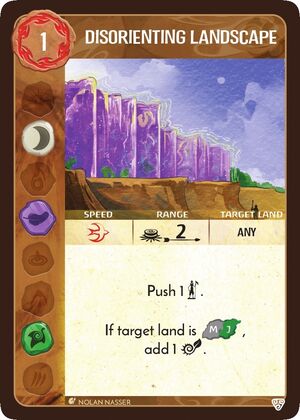 1
DISORIENTING LANDSCAPE
SPEED RANGE TARGET LAND
2 ANY
Push 1 .
If target land is M J ,
add 1 .
NOLAN NASSER